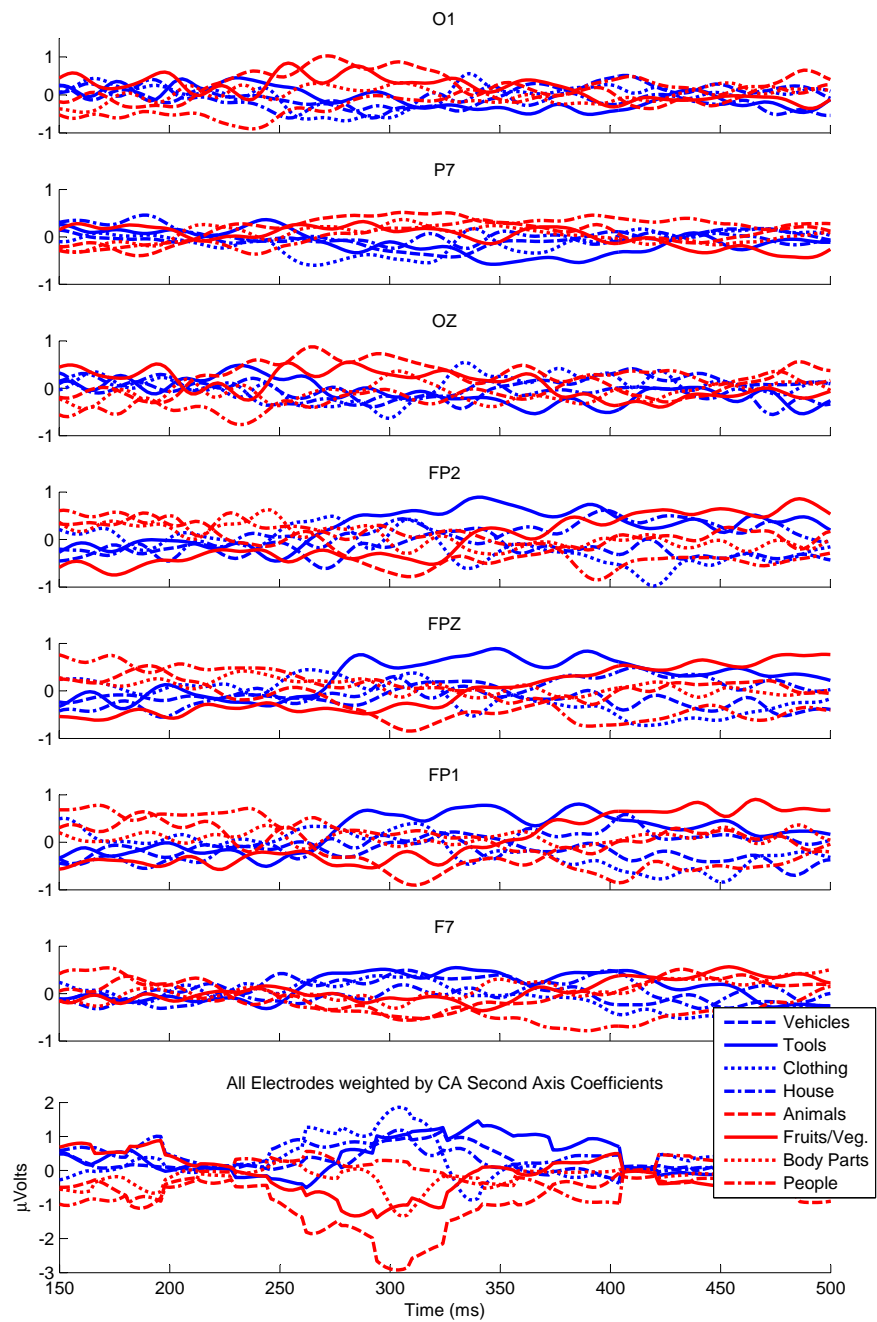 O1
1
0
-1
P7
1
0
-1
OZ
1
0
-1
FP2
1
0
-1
FPZ
1
0
-1
FP1
1
0
-1
F7
1
0
-1
Vehicles
Tools
Clothing
House
Animals
Fruits/Veg.
Body Parts
People
All Electrodes weighted by CA Second Axis Coefficients
2
1
0
-1
-2
-3
μVolts
150 200 250 300 350 400 450 500
Time (ms)